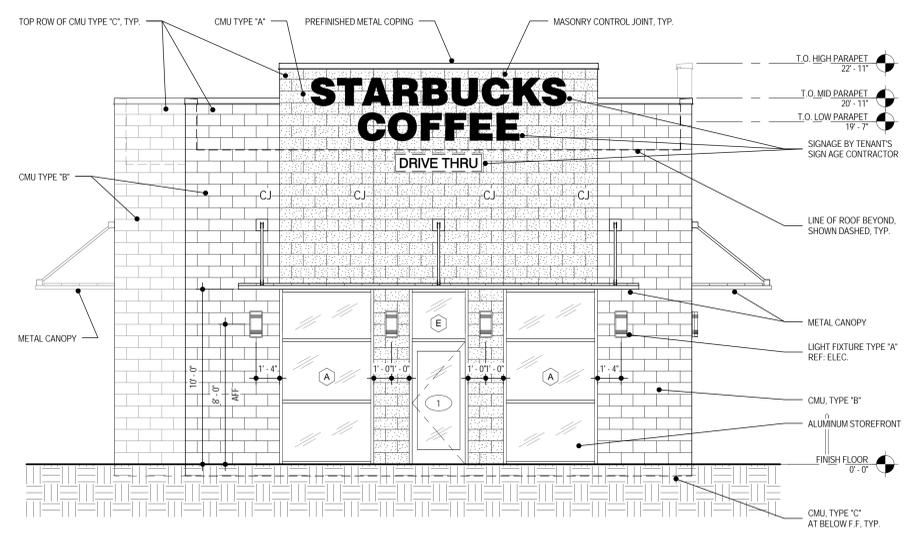 TOP ROW OF CMU TYPE "C", TYP.
CMU TYPE "A"
PREFINISHED METAL COPING
MASONRY CONTROL JOINT, TYP.
T.O. HIGH PARAPET
22' - 11"
T.O. MID PARAPET
20' - 11"
T.O. LOW PARAPET
19' - 7"
STARBUCKS
COFFEE
DRIVE THRU
SIGNAGE BY TENANT'S
SIGN AGE CONTRACTOR
CMU TYPE "B"
CJ CJ CJ CJ
LINE OF ROOF BEYOND,
SHOWN DASHED, TYP.
METAL CANOPY
METAL CANOPY
E
LIGHT FIXTURE TYPE "A"
REF: ELEC.
10' - 0"
8' - 0"
AFF
1' - 4"
A
1' - 0"
1' - 0"
1' - 0"
1' - 0"
A
1' - 4"
1
CMU, TYPE "B"
ALUMINUM STOREFRONT
FINISH FLOOR
0' - 0"
CMU, TYPE "C"
AT BELOW F.F, TYP.